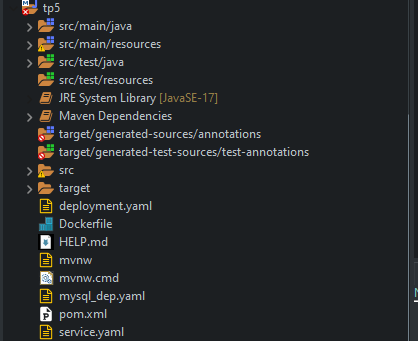 tp5
src/main/java
src/main/resources
src/test/java
src/test/resources
JRE System Library [JavaSE-17]
Maven Dependencies
target/generated-sources/annotations
target/generated-test-sources/test-annotations
src
target
deployment.yaml
Dockerfile
HELP.md
mvnw
mvnw.cmd
mysql_dep.yaml
pom.xml
service.yaml